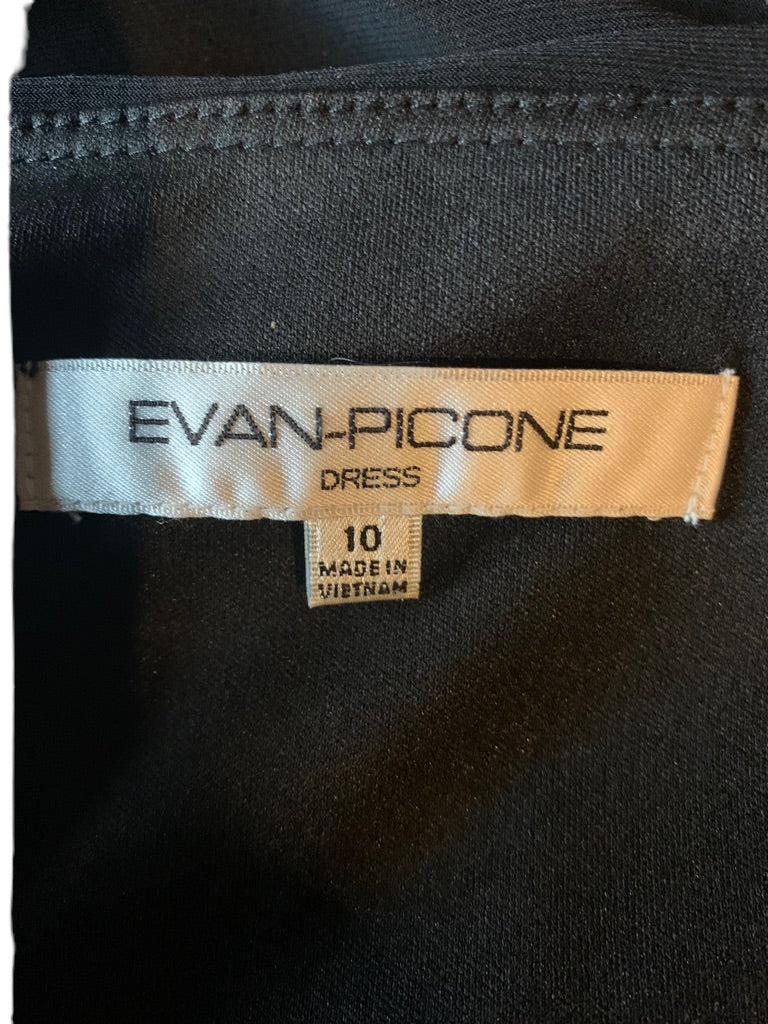 EVAN-PICONE
DRESS
10
MADE IN
VIETNAM